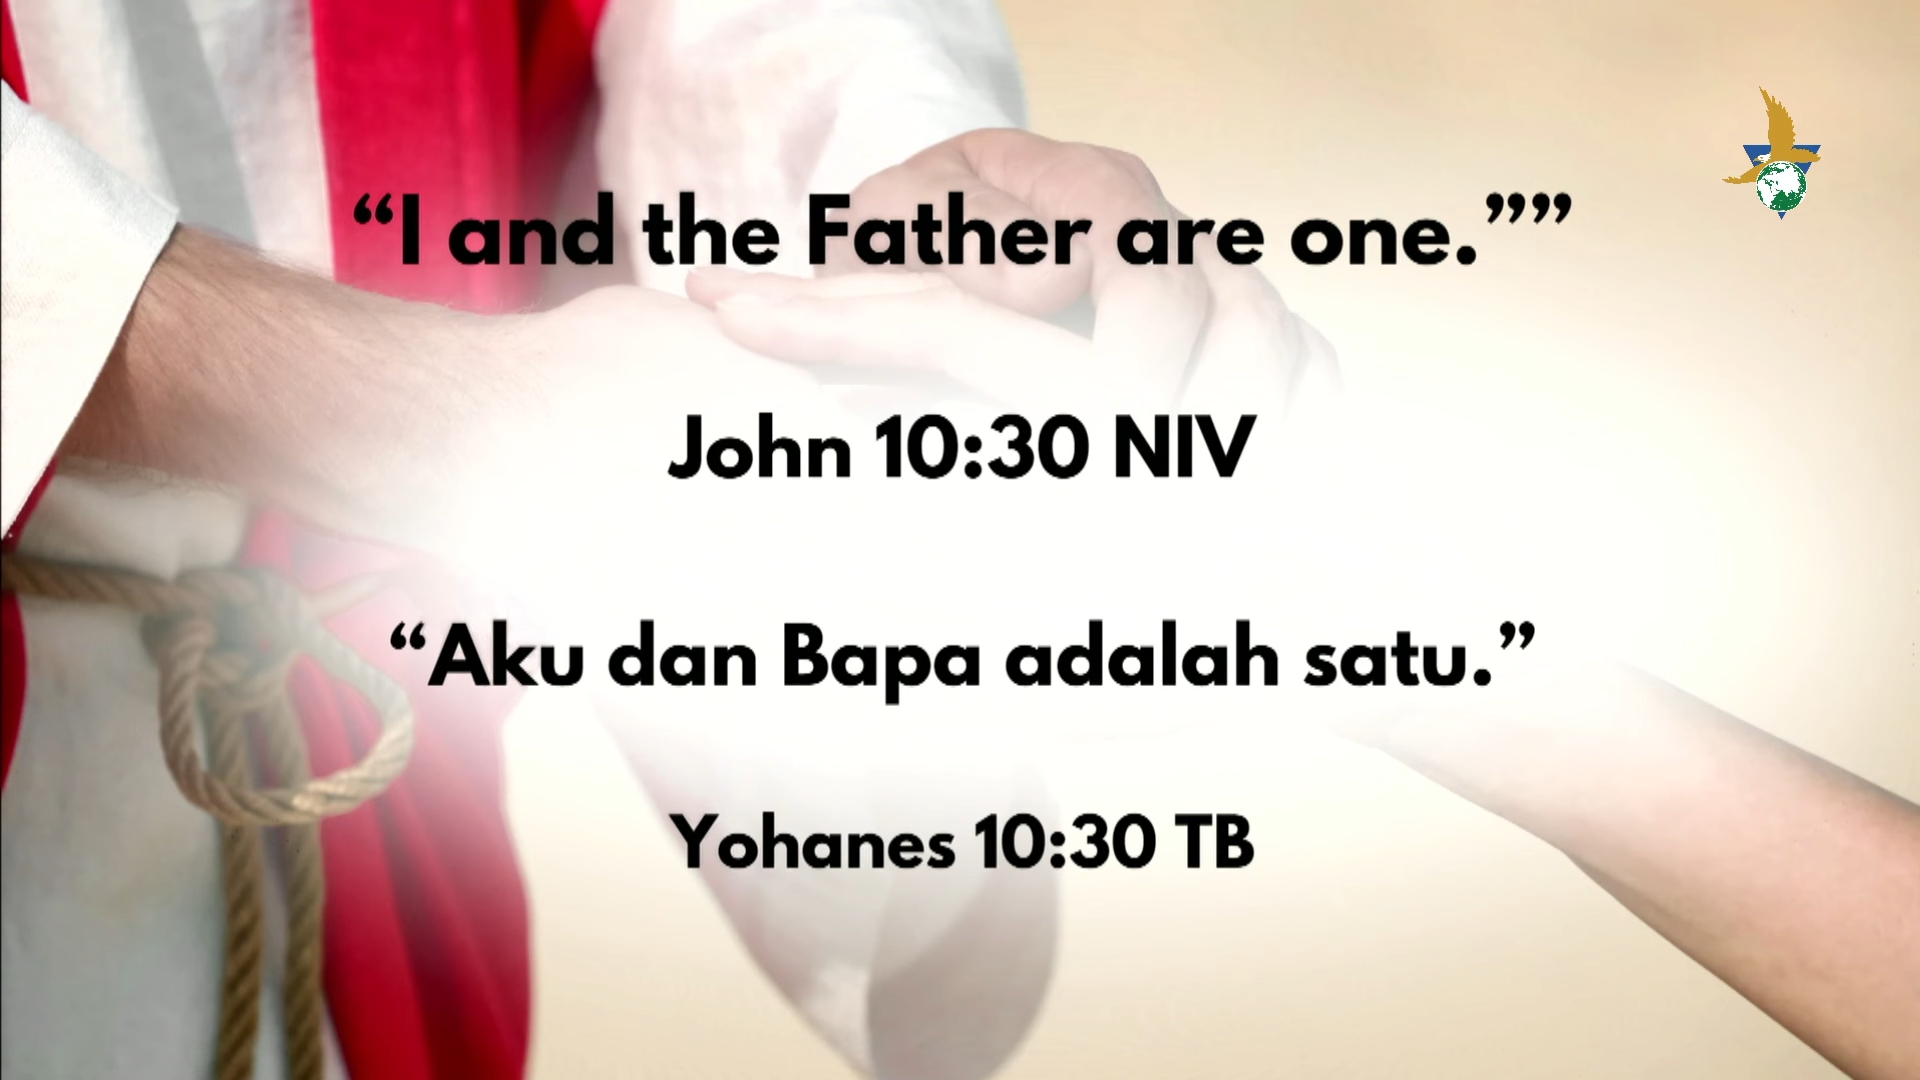 “I and the Father are one.””
John 10:30 NIV
“Aku dan Bapa adalah satu.”
Yohanes 10:30 TB